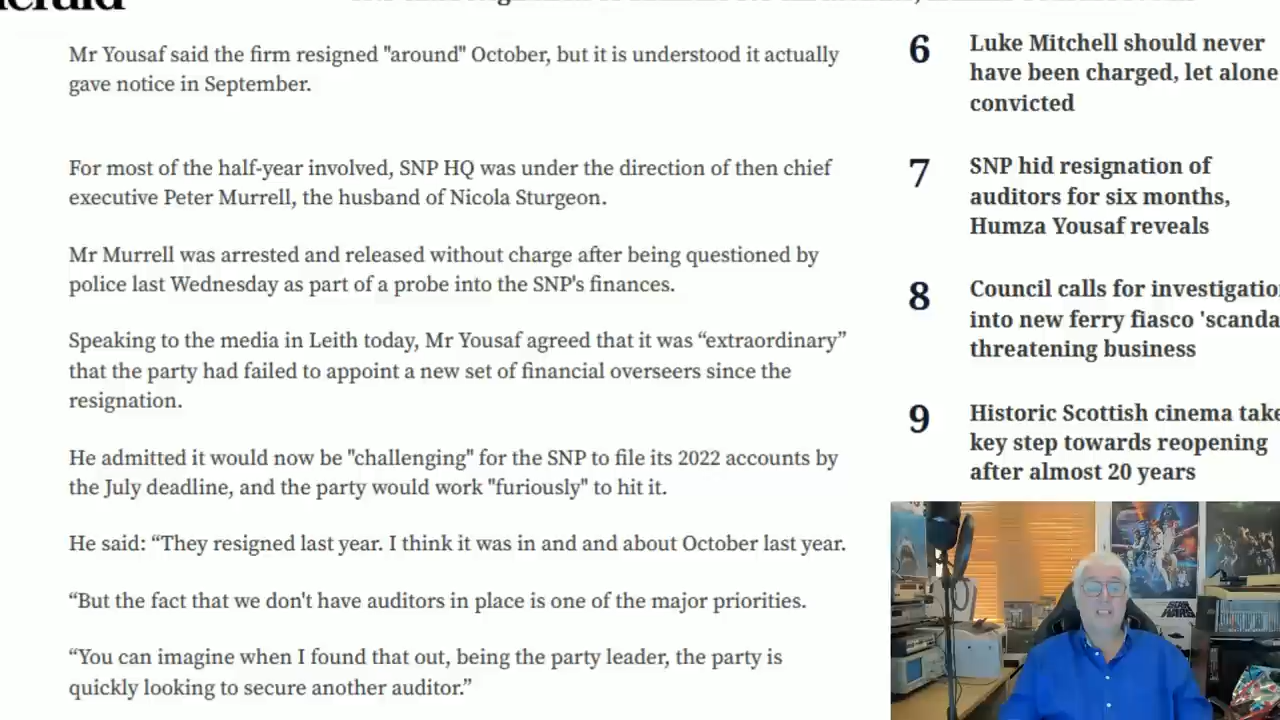 Mr Yousaf said the firm resigned "around" October, but it is understood it actually
gave notice in September.
For most of the half-year involved, SNP HQ was under the direction of then chief
executive Peter Murrell, the husband of Nicola Sturgeon.
Mr Murrell was arrested and released without charge after being questioned by
police last Wednesday as part of a probe into the SNP's finances.
Speaking to the media in Leith today, Mr Yousaf agreed that it was “extraordinary”
that the party had failed to appoint a new set of financial overseers since the
resignation.
He admitted it would now be "challenging" for the SNP to file its 2022 accounts by
the July deadline, and the party would work "furiously" to hit it.
He said: “They resigned last year. I think it was in and and about October last year.
“But the fact that we don't have auditors in place is one of the major priorities.
“You can imagine when I found that out, being the party leader, the party is
quickly looking to secure another auditor.”
6
Luke Mitchell should never
have been charged, let alone
convicted
7
SNP hid resignation of
auditors for six months,
Humza Yousaf reveals
8
Council calls for investigatio
into new ferry fiasco 'scanda
threatening business
9
Historic Scottish cinema take
key step towards reopening
after almost 20 years
STAR
WARS